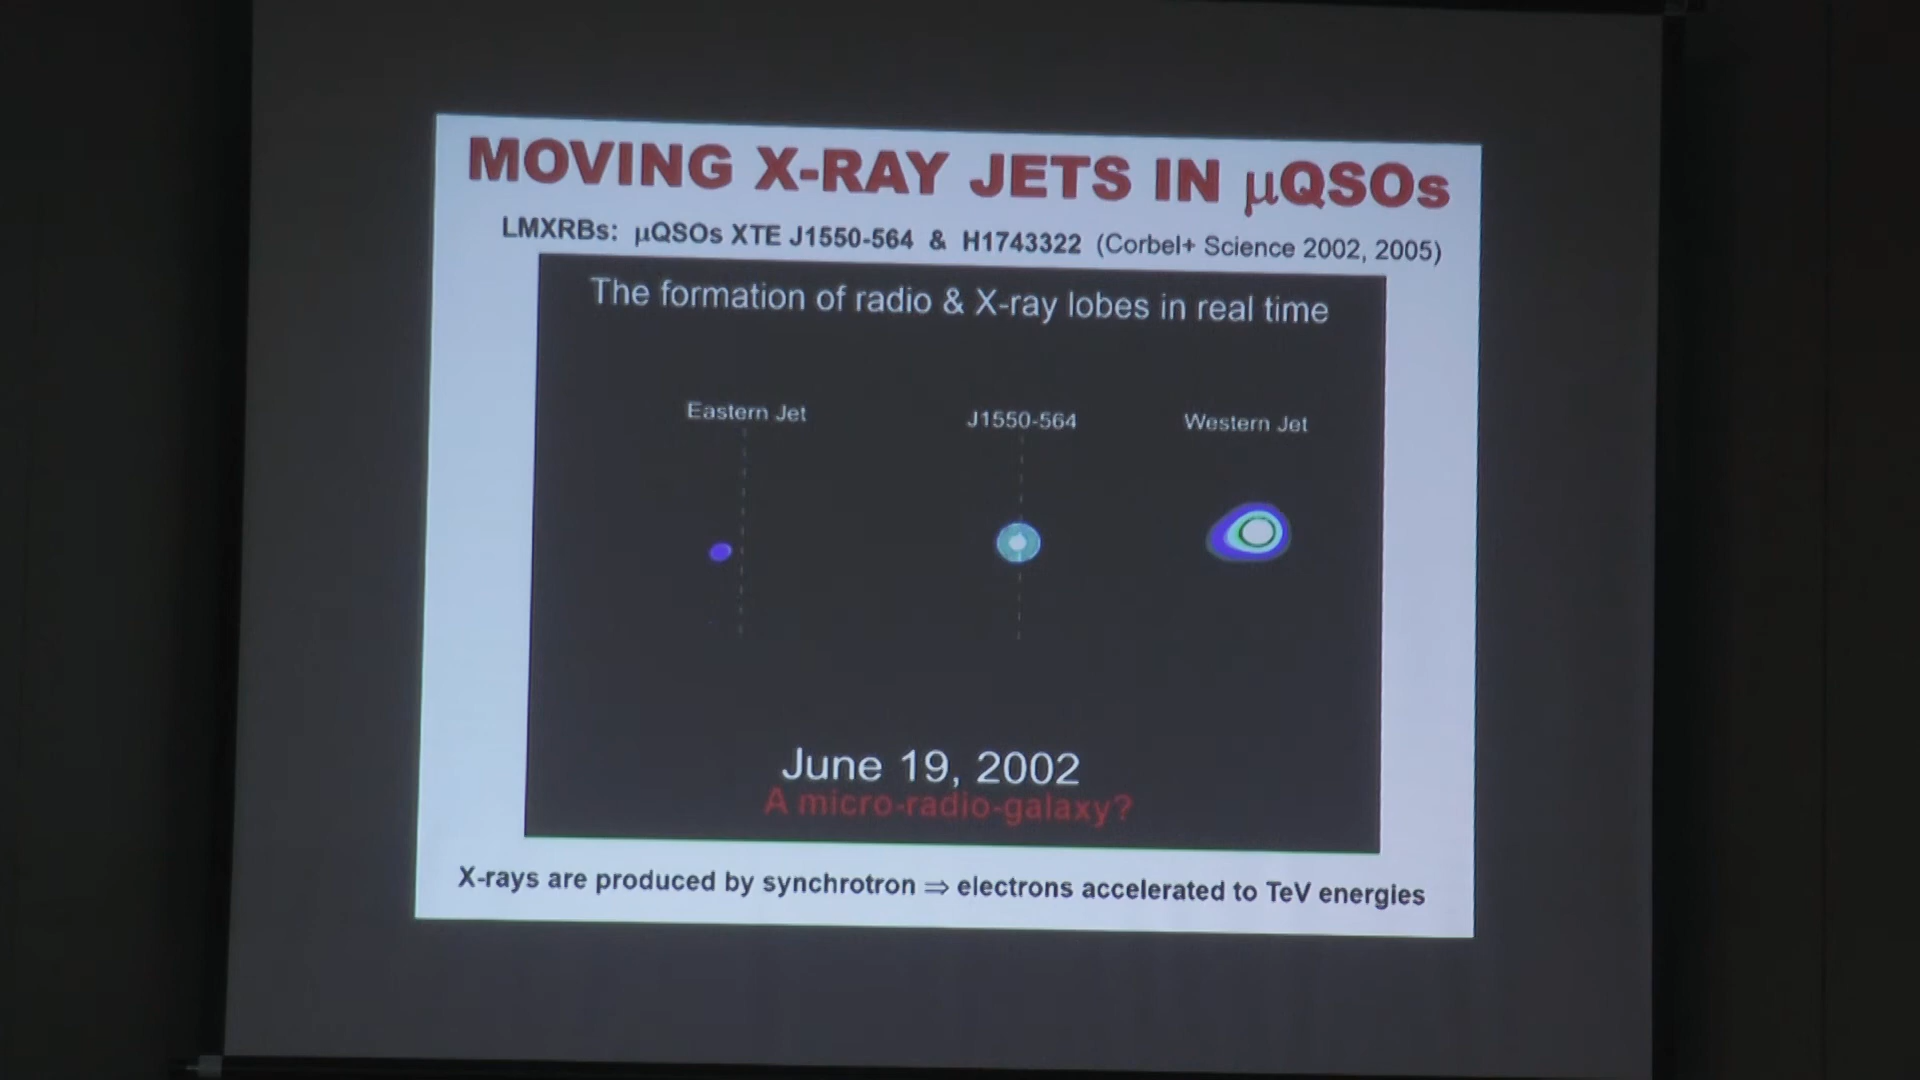 MOVING X-RAY JETS IN µQSOs
LMXRBs: µQSOs XTE J1550-564 & H1743322 (Corbel+ Science 2002, 2005)
The formation of radio & X-ray lobes in real time
Eastern Jet J1550-564 Western Jet
June 19, 2002
A micro-radio-galaxy?
X-rays are produced by synchrotron ⇒ electrons accelerated to TeV energies